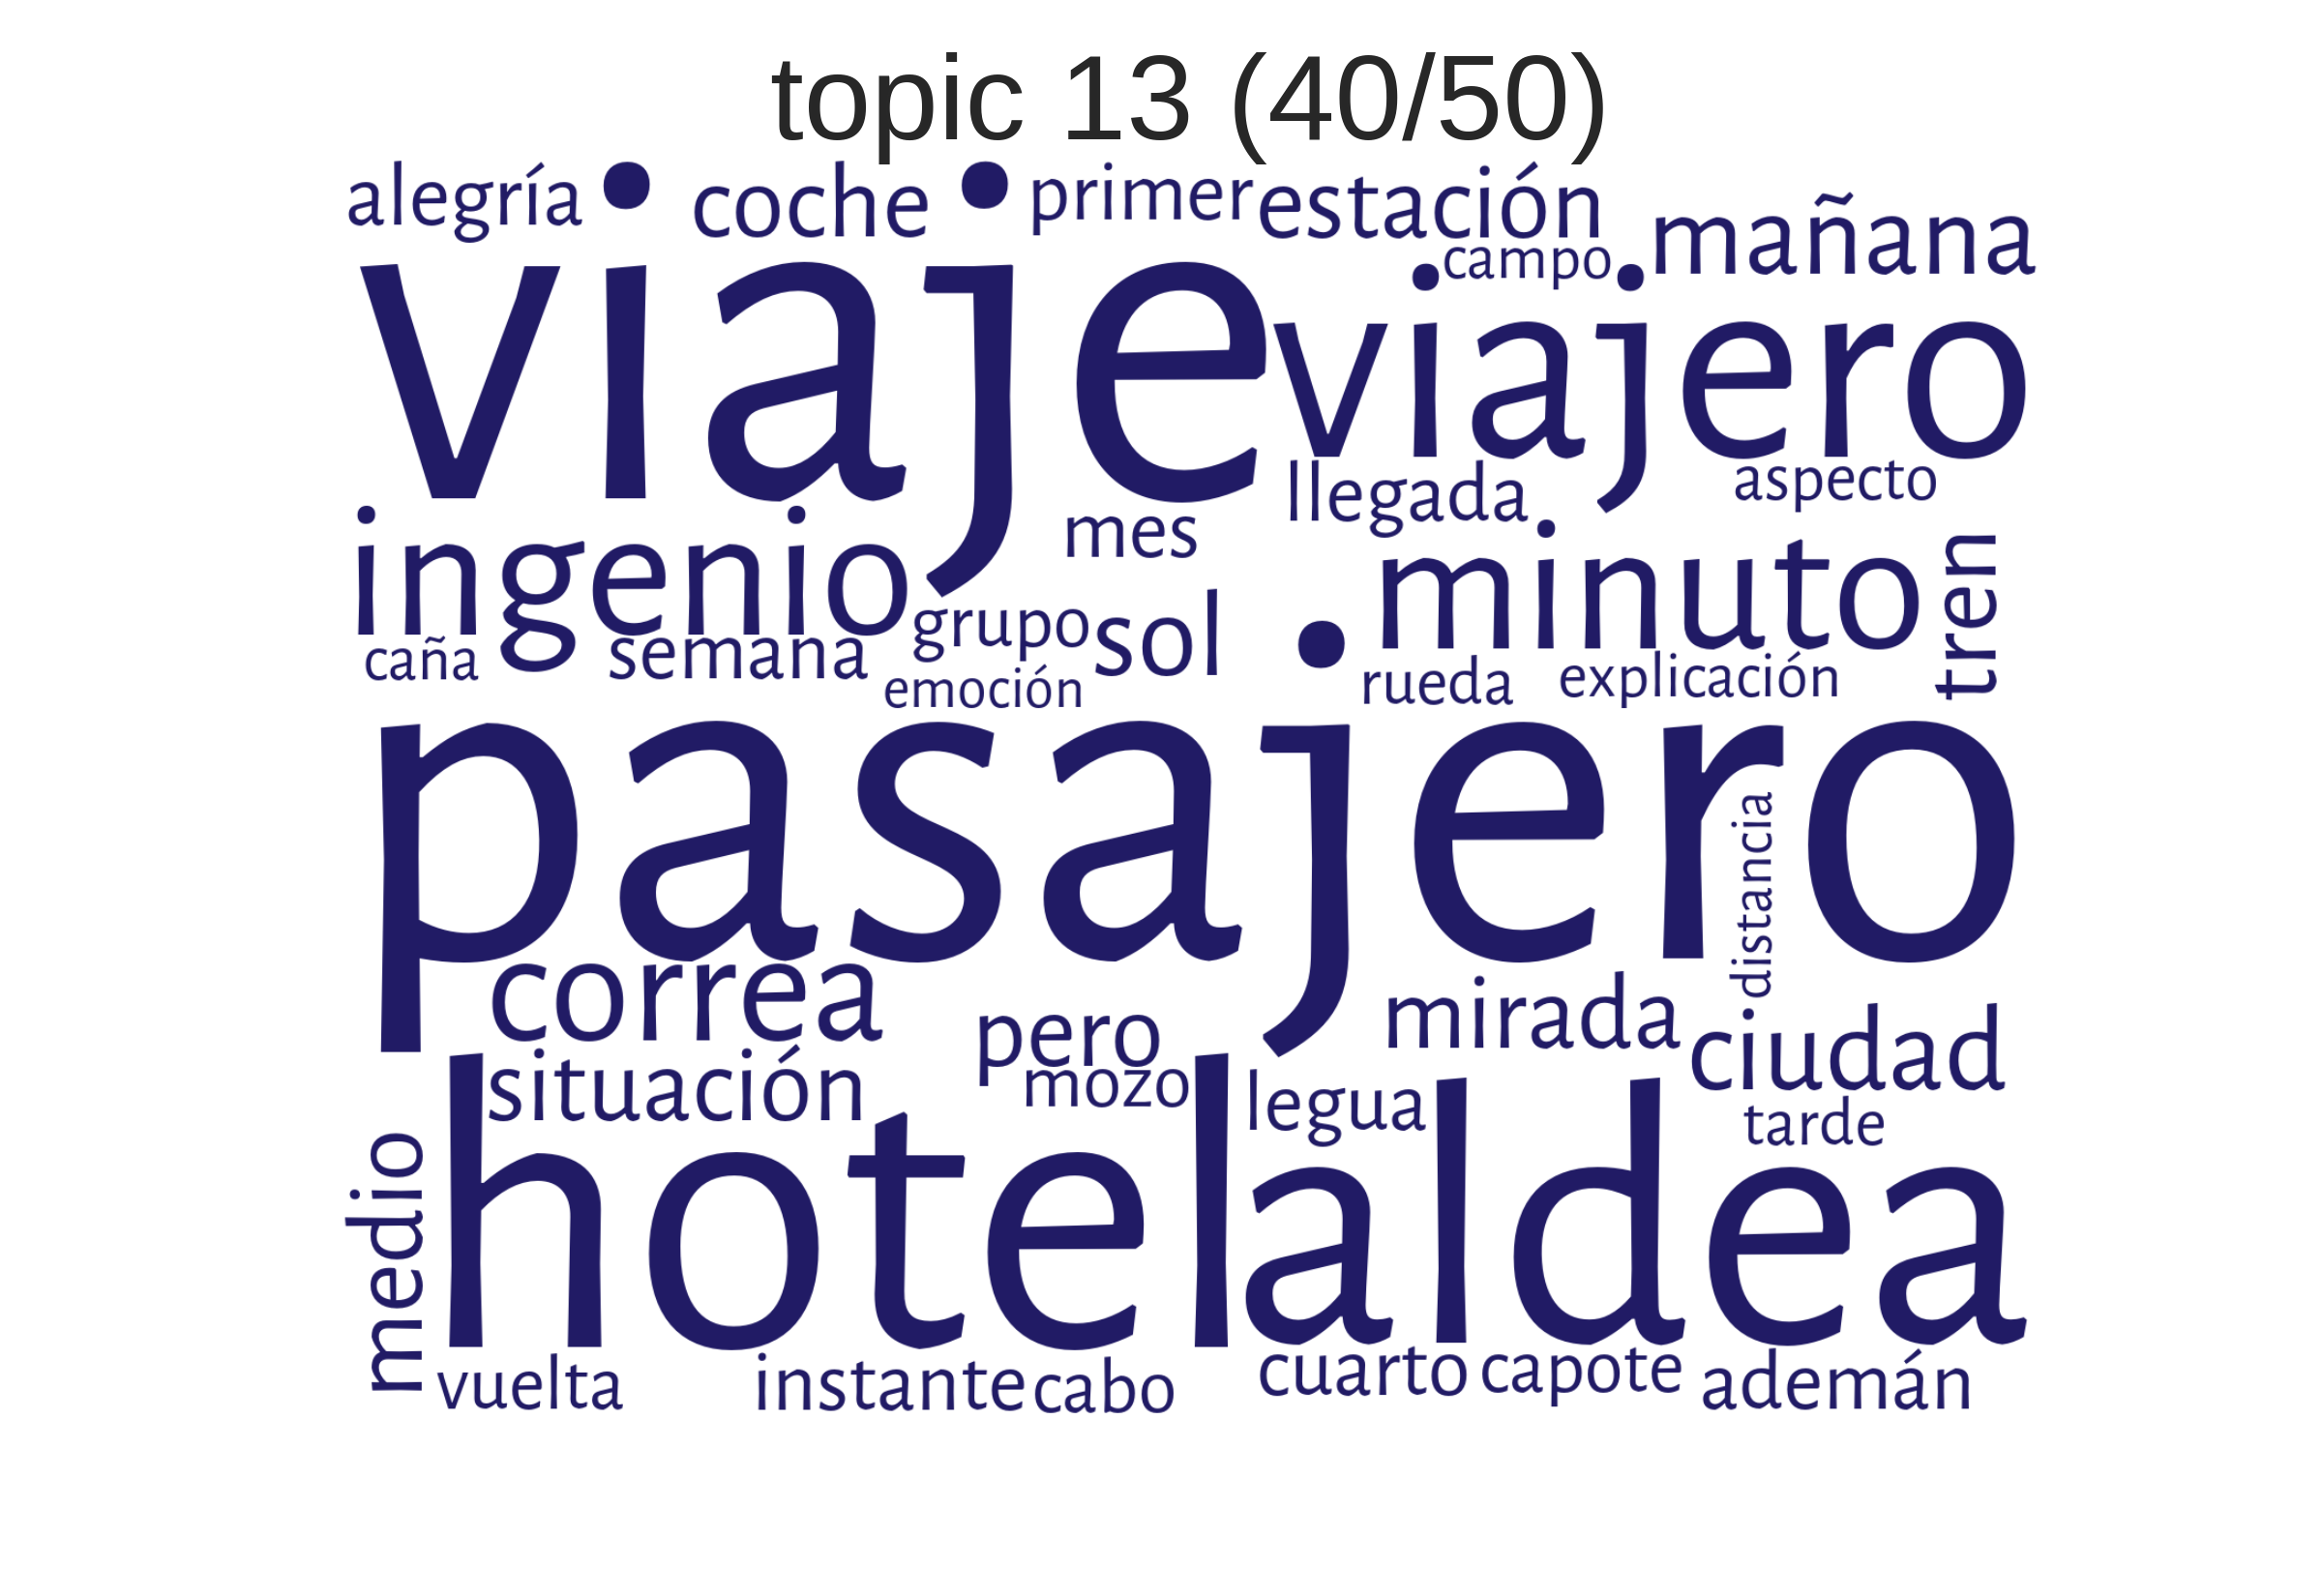 topic 13 (40/50)
alegría coche primer estación mañana
campo
viaje viajero
llegada aspecto
ingenio mes minuto tren
caña semana grupo sol
emoción rueda explicación
pasajero
distancia
correa pero mirada ciudad
situación mozo legua tarde
medio hotel aldea
vuelta instante cabo cuarto capote ademán